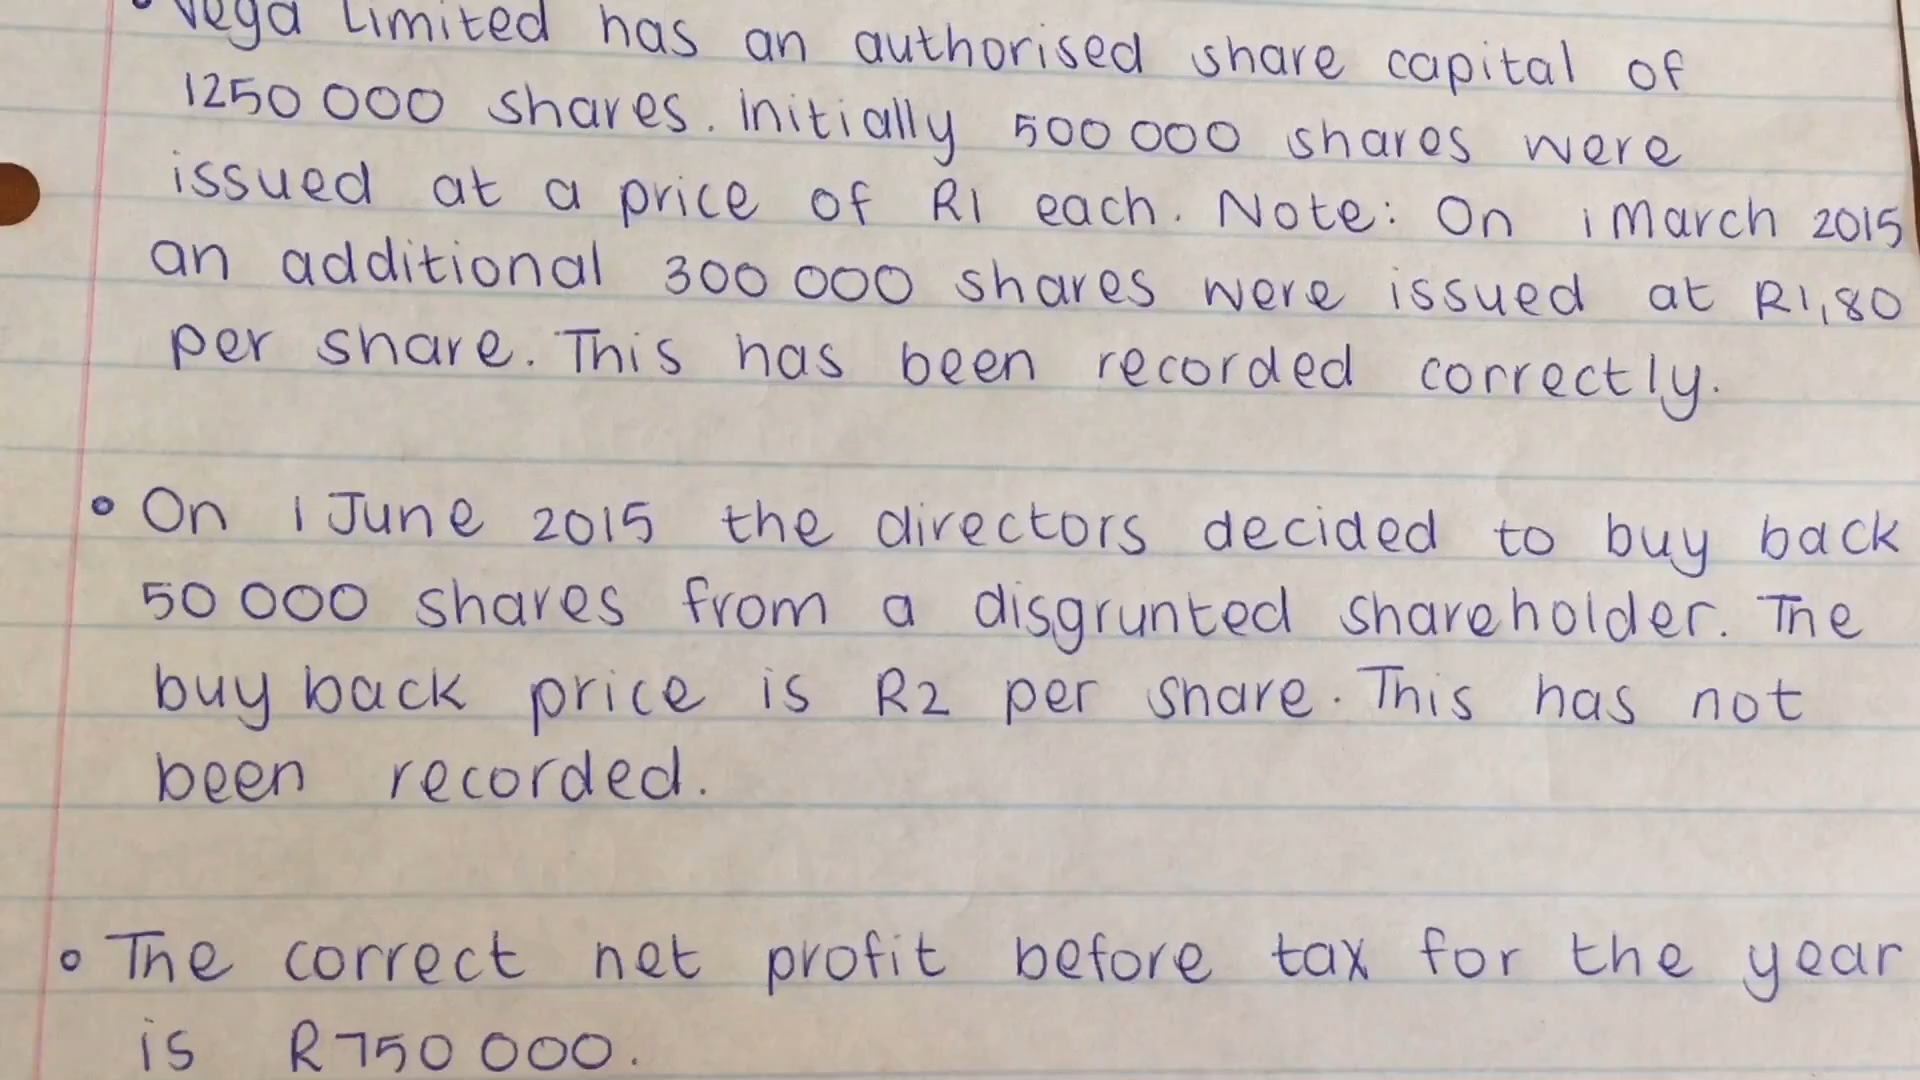 • Vega Limited has an authorised share capital of
1250 000 shares. Initially 500 000 shares were
issued at a price of R1 each. Note: On 1 March 2015
an additional 300 000 shares were issued at R1,80
per share. This has been recorded correctly.
• On 1 June 2015 the directors decided to buy back
50 000 shares from a disgrunted shareholder. The
buy back price is R2 per share. This has not
been recorded.
• The correct net profit before tax for the year
is R750 000.